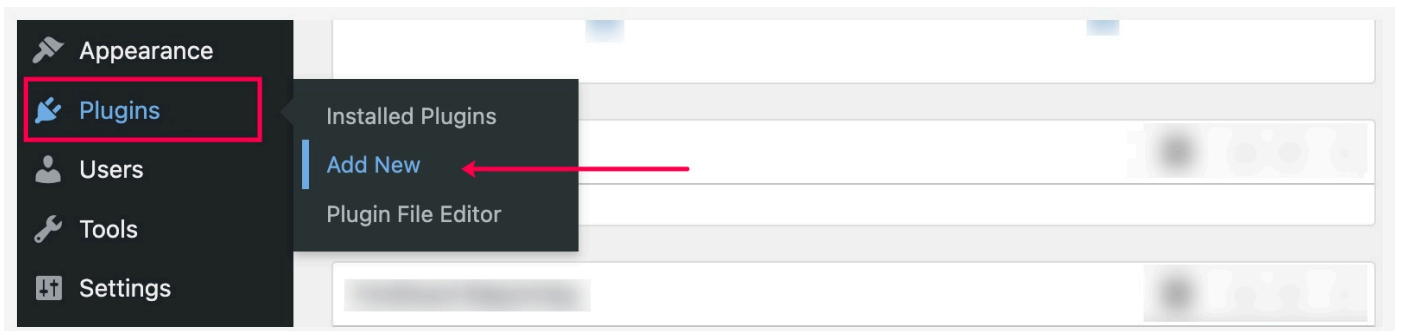 Appearance
Plugins
Installed Plugins
Add New
Users
Plugin File Editor
Tools
Settings